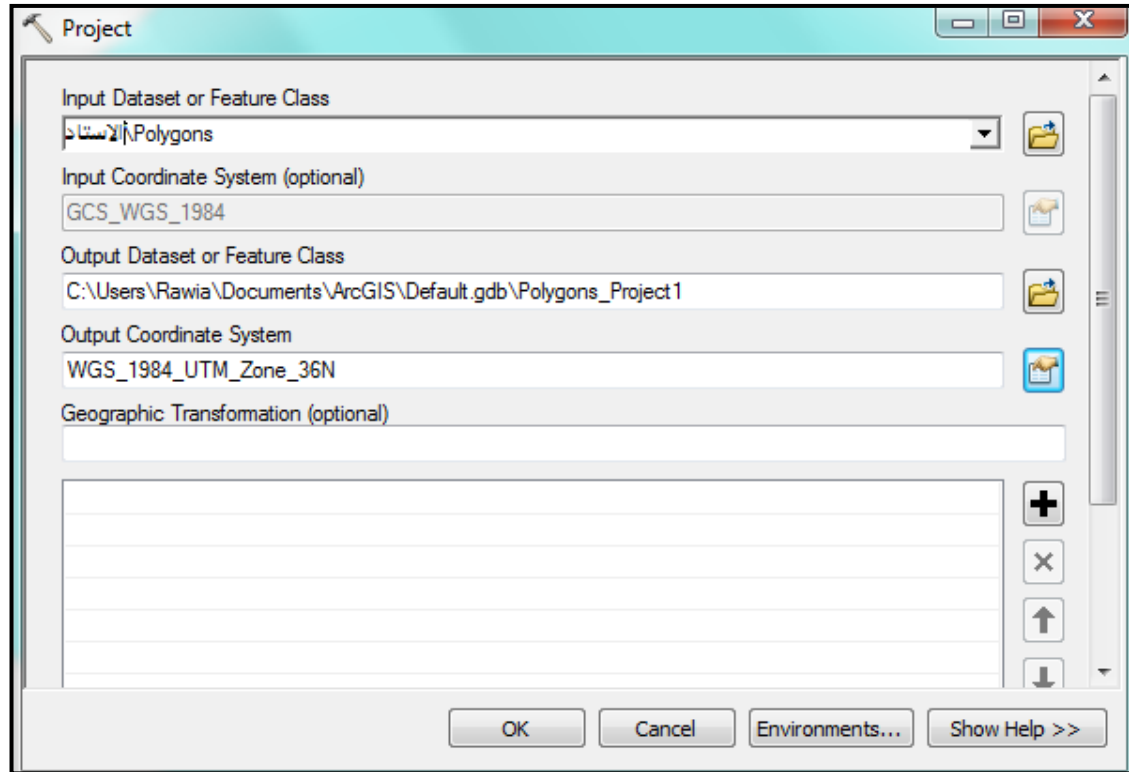 Project
Input Dataset or Feature Class
الاستاد\Polygons
Input Coordinate System (optional)
GCS_WGS_1984
Output Dataset or Feature Class
C:\Users\Rawia\Documents\ArcGIS\Default.gdb\Polygons_Project1
Output Coordinate System
WGS_1984_UTM_Zone_36N
Geographic Transformation (optional)
OK Cancel Environments... Show Help >>